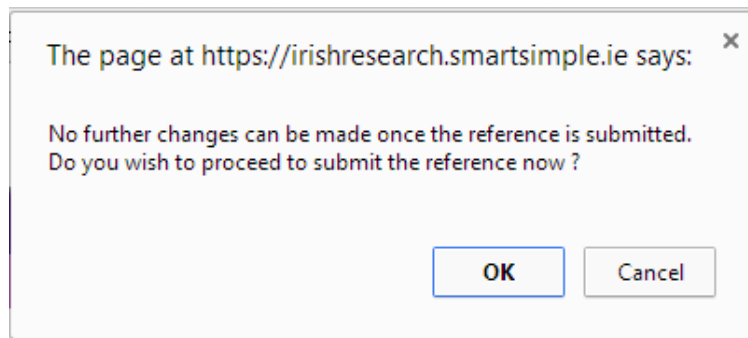 The page at https://irishresearch.smartsimple.ie says:
No further changes can be made once the reference is submitted.
Do you wish to proceed to submit the reference now ?
OK
Cancel